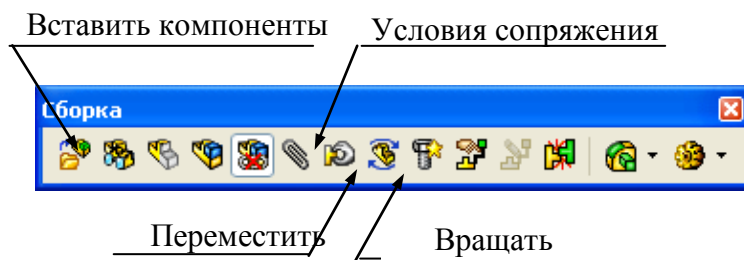 Вставить компоненты
Условия сопряжения
Сборка
Переместить
Вращать